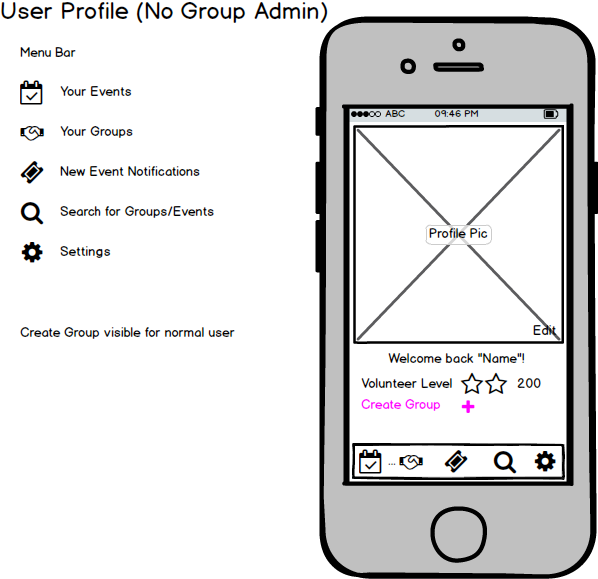 User Profile (No Group Admin)
Menu Bar
Your Events
Your Groups
New Event Notifications
Search for Groups/Events
Settings
Create Group visible for normal user
ABC 09:46 PM
Profile Pic
Edit
Welcome back "Name"!
Volunteer Level 200
Create Group +
...